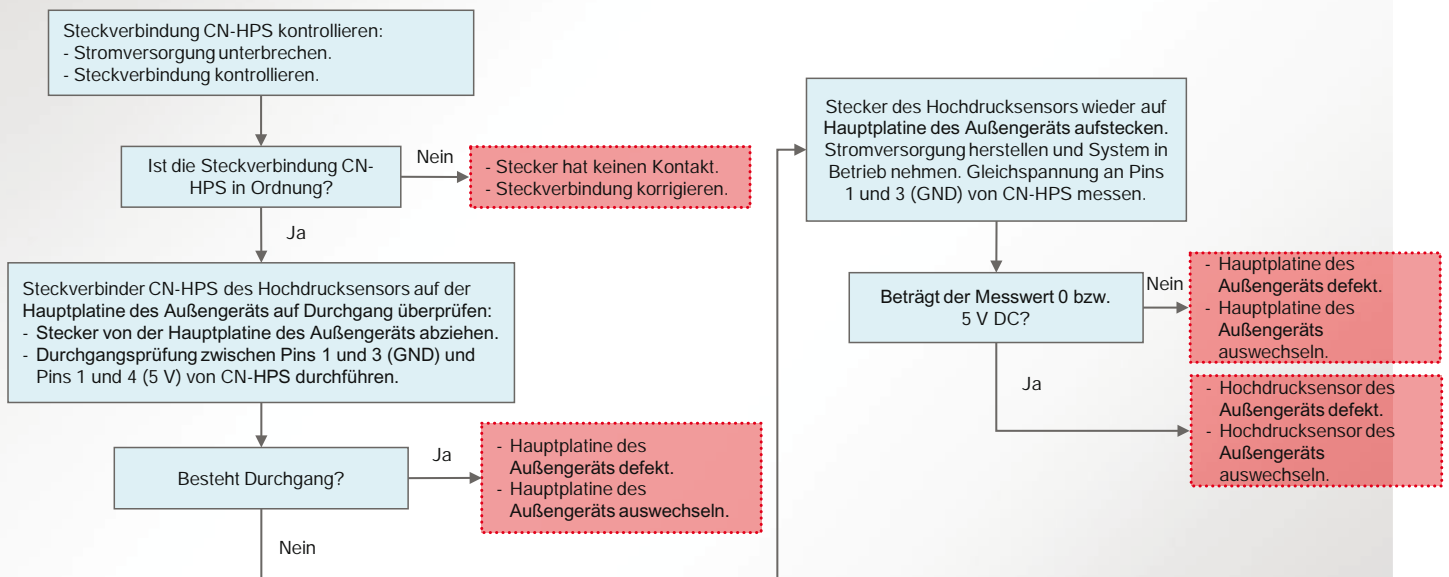 Steckverbindung CN-HPS kontrollieren:
- Stromversorgung unterbrechen.
- Steckverbindung kontrollieren.
Ist die Steckverbindung CN-
HPS in Ordnung?
Nein
- Stecker hat keinen Kontakt.
- Steckverbindung korrigieren.
Ja
Steckverbinder CN-HPS des Hochdrucksensors auf der
Hauptplatine des Außengeräts auf Durchgang überprüfen:
- Stecker von der Hauptplatine des Außengeräts abziehen.
- Durchgangsprüfung zwischen Pins 1 und 3 (GND) und
Pins 1 und 4 (5 V) von CN-HPS durchführen.
Besteht Durchgang?
Ja
- Hauptplatine des
Außengeräts defekt.
- Hauptplatine des
Außengeräts auswechseln.
Nein
Stecker des Hochdrucksensors wieder auf
Hauptplatine des Außengeräts aufstecken.
Stromversorgung herstellen und System in
Betrieb nehmen. Gleichspannung an Pins
1 und 3 (GND) von CN-HPS messen.
Beträgt der Messwert 0 bzw.
5 V DC?
Nein
- Hauptplatine des
Außengeräts defekt.
- Hauptplatine des
Außengeräts
auswechseln.
Ja
- Hochdrucksensor des
Außengeräts defekt.
- Hochdrucksensor des
Außengeräts
auswechseln.